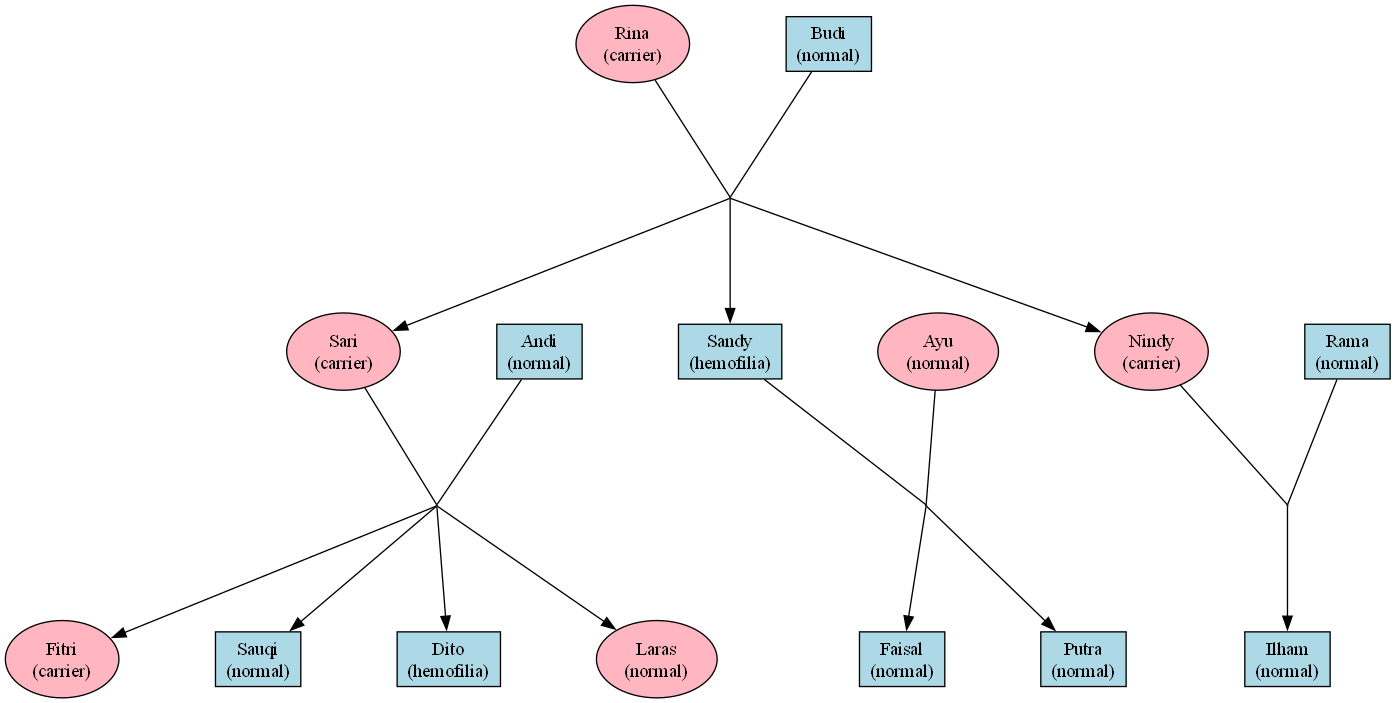 Rina
(carrier)
Budi
(normal)
Sari
(carrier)
Andi
(normal)
Sandy
(hemofilia)
Ayu
(normal)
Nindy
(carrier)
Rama
(normal)
Fitri
(carrier)
Sauqi
(normal)
Dito
(hemofilia)
Laras
(normal)
Faisal
(normal)
Putra
(normal)
Ilham
(normal)